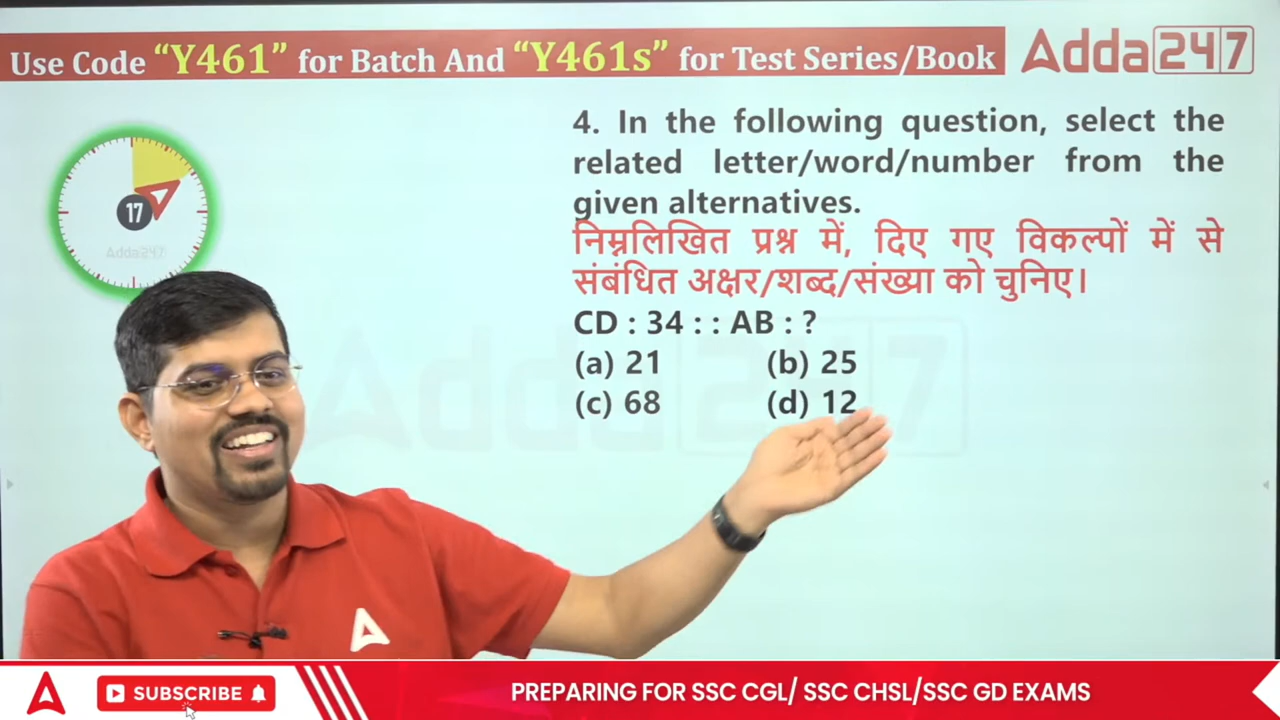 Use Code “Y461” for Batch And “Y461s” for Test Series/Book
Adda247
4. In the following question, select the
related letter/word/number from the
given alternatives.
निम्नलिखित प्रश्न में, दिए गए विकल्पों में से
संबंधित अक्षर/शब्द/संख्या को चुनिए।
CD : 34 : : AB : ?
(a) 21 (b) 25
(c) 68 (d) 12
17
Adda247
Adda247
SUBSCRIBE
PREPARING FOR SSC CGL/ SSC CHSL/SSC GD EXAMS